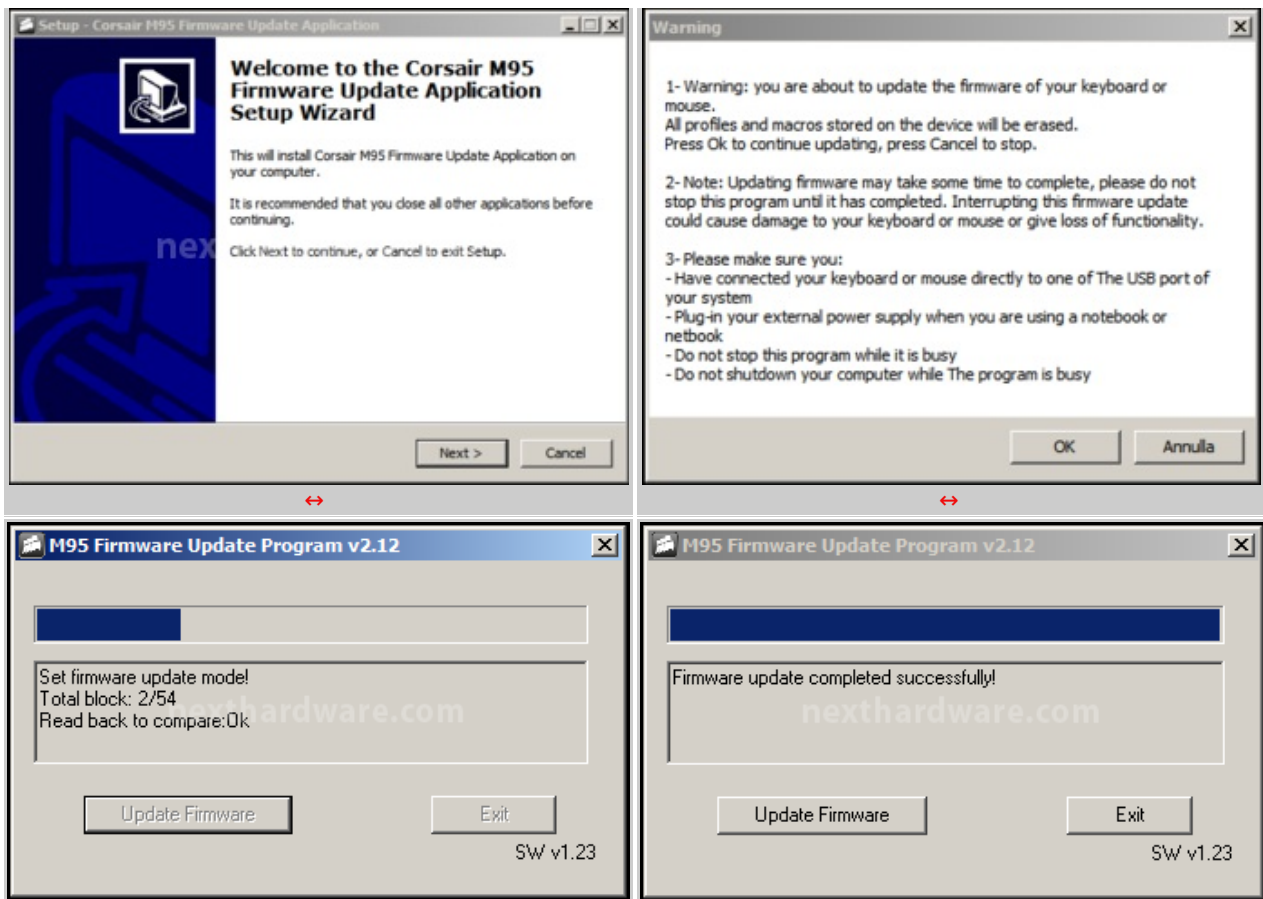 Setup - Corsair M95 Firmware Update Application
Welcome to the Corsair M95
Firmware Update Application
Setup Wizard
This will install Corsair M95 Firmware Update Application on
your computer.
It is recommended that you close all other applications before
continuing.
Click Next to continue, or Cancel to exit Setup.
nex
Next >
Cancel
Warning
1- Warning: you are about to update the firmware of your keyboard or
mouse.
All profiles and macros stored on the device will be erased.
Press Ok to continue updating, press Cancel to stop.
2- Note: Updating firmware may take some time to complete, please do not
stop this program until it has completed. Interrupting this firmware update
could cause damage to your keyboard or mouse or give loss of functionality.
3- Please make sure you:
- Have connected your keyboard or mouse directly to one of The USB port of
your system
- Plug-in your external power supply when you are using a notebook or
netbook
- Do not stop this program while it is busy
- Do not shutdown your computer while The program is busy
OK
Annulla
M95 Firmware Update Program v2.12
Set firmware update mode!
Total block: 2/54
Read back to compare:Ok
nexthardware.com
Update Firmware
Exit
SW v1.23
M95 Firmware Update Program v2.12
Firmware update completed successfully!
nexthardware.com
Update Firmware
Exit
SW v1.23